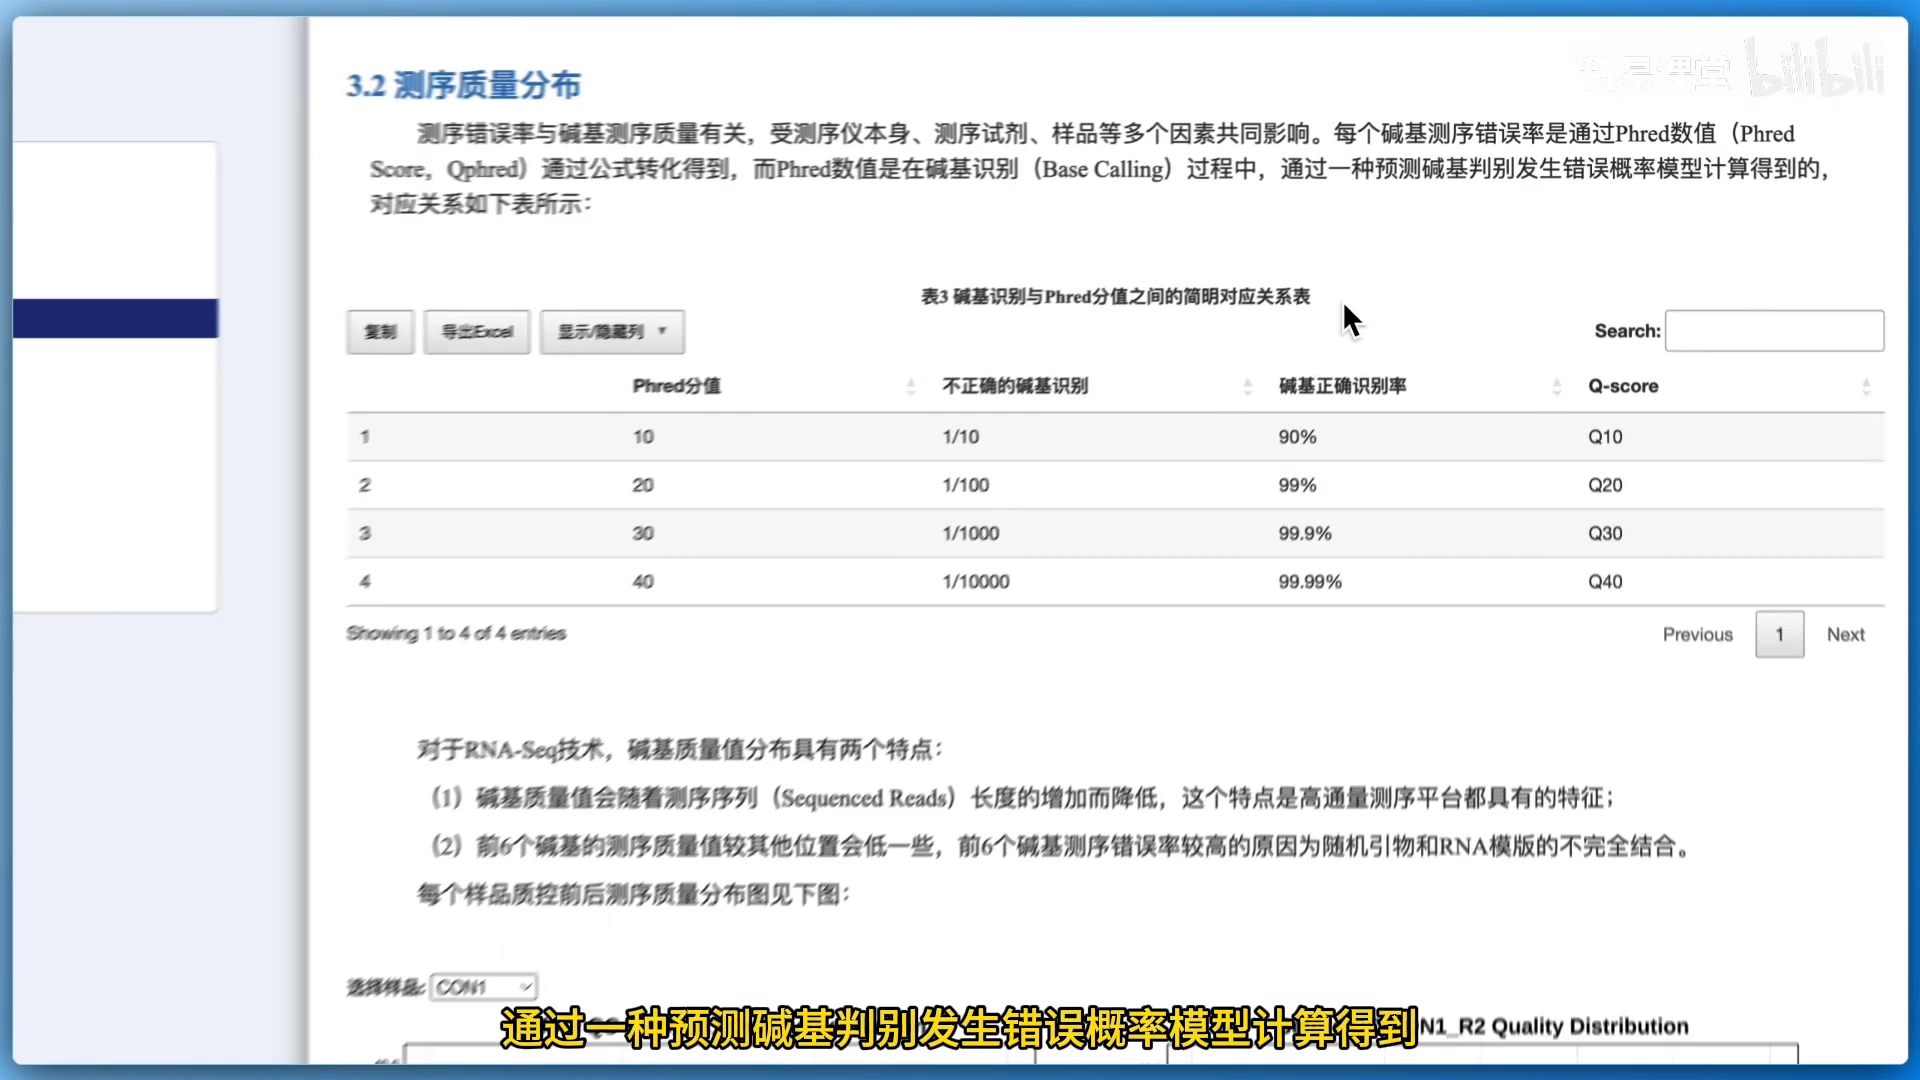 课堂 bilibili
3.2 测序质量分布
测序错误率与碱基测序质量有关，受测序仪本身、测序试剂、样品等多个因素共同影响。每个碱基测序错误率是通过Phred数值（Phred
Score，Qphred）通过公式转化得到，而Phred数值是在碱基识别（Base Calling）过程中，通过一种预测碱基判别发生错误概率模型计算得到的，
对应关系如下表所示：
表3 碱基识别与Phred分值之间的简明对应关系表
复制 导出Excel 显示/隐藏列 Search:
Phred分值 不正确的碱基识别 碱基正确识别率 Q-score
1 10 1/10 90% Q10
2 20 1/100 99% Q20
3 30 1/1000 99.9% Q30
4 40 1/10000 99.99% Q40
Showing 1 to 4 of 4 entries Previous 1 Next
对于RNA-Seq技术，碱基质量值分布具有两个特点：
（1）碱基质量值会随着测序序列（Sequenced Reads）长度的增加而降低，这个特点是高通量测序平台都具有的特征；
（2）前6个碱基的测序质量值较其他位置会低一些，前6个碱基测序错误率较高的原因为随机引物和RNA模版的不完全结合。
每个样品质控前后测序质量分布图见下图：
选择样品: CON1
N1_R2 Quality Distribution
通过一种预测碱基判别发生错误概率模型计算得到